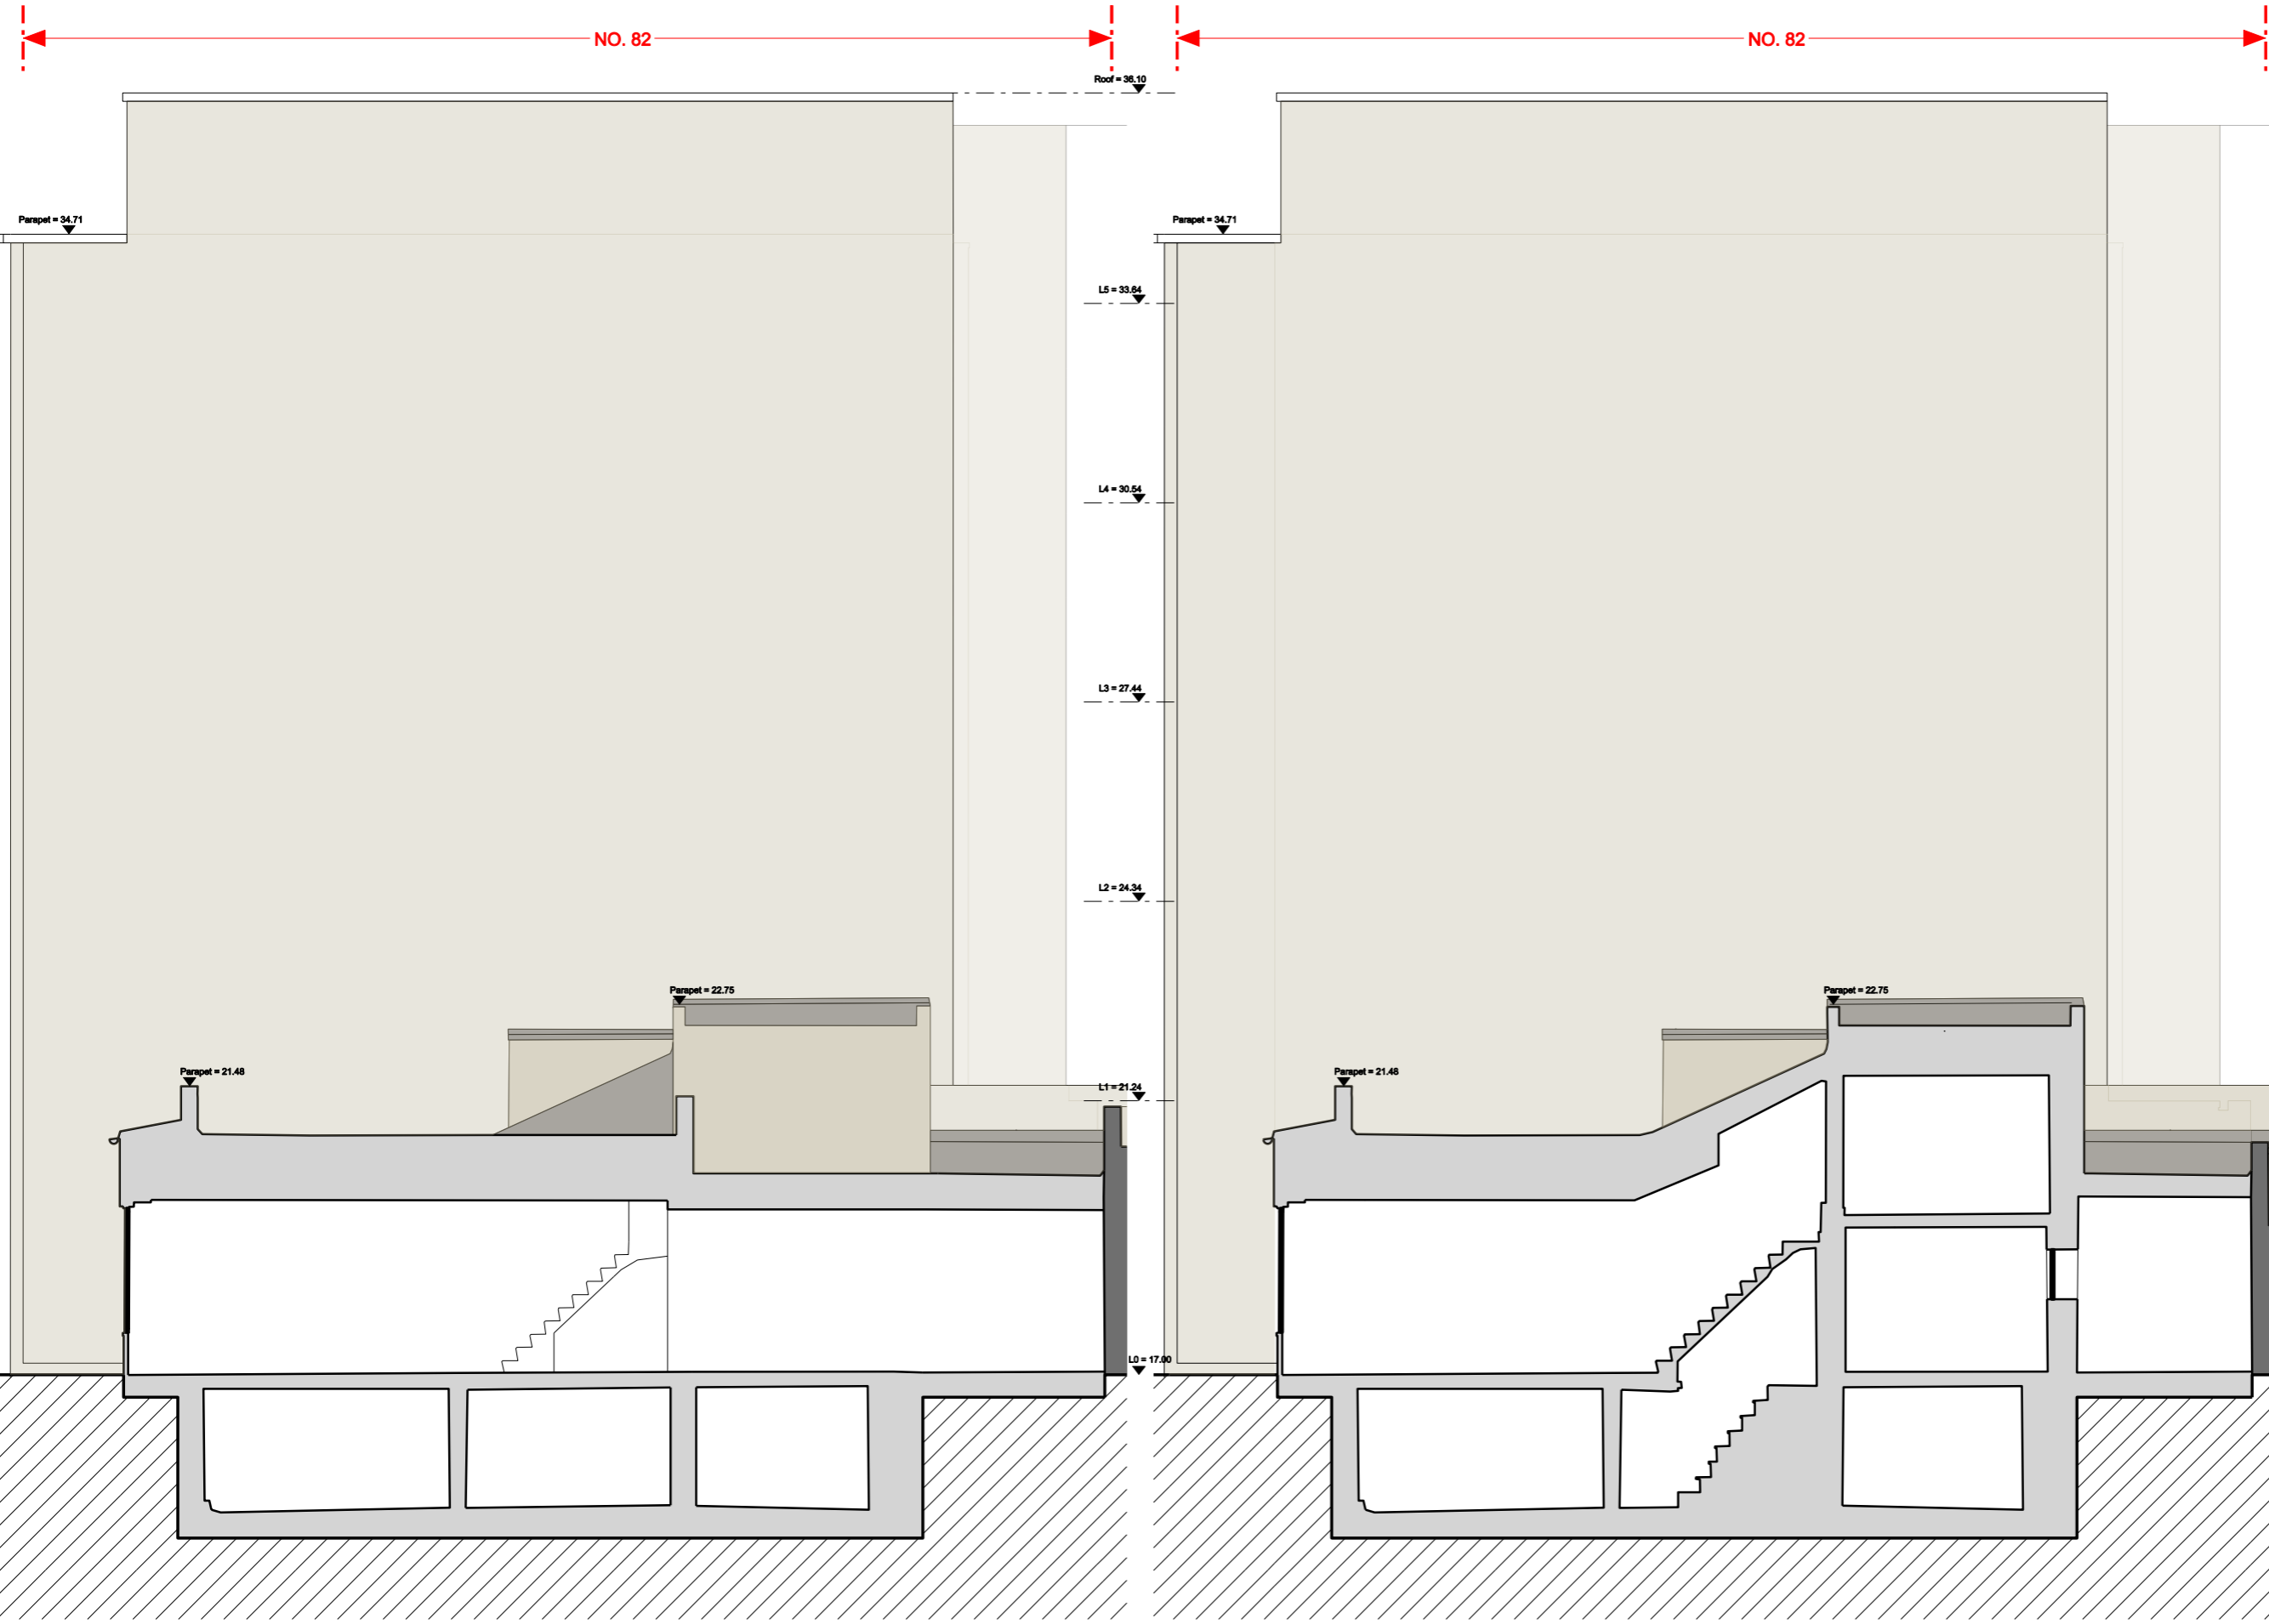 NO. 82
NO. 82
Roof = 36.10
Parapet = 34.71
Parapet = 34.71
L5 = 33.64
L4 = 30.54
L3 = 27.44
L2 = 24.34
Parapet = 22.75
Parapet = 22.75
Parapet = 21.48
Parapet = 21.48
L1 = 21.24
L0 = 17.00